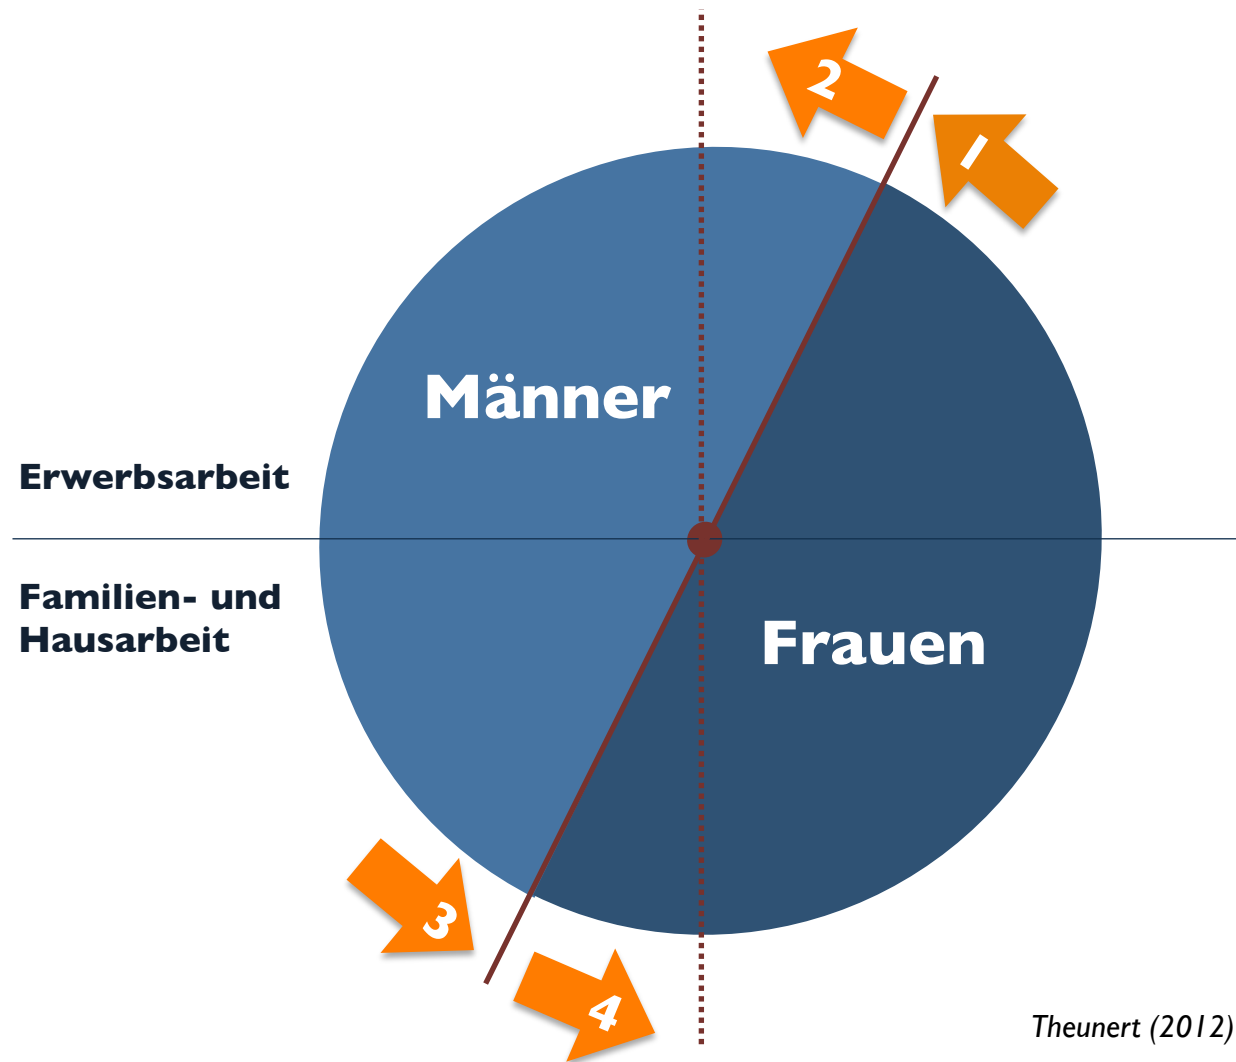 2
1
Männer
Erwerbsarbeit
Familien- und
Hausarbeit
Frauen
3
4
Theunert (2012)